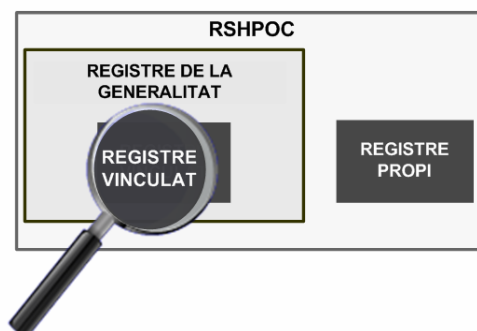 RSHPOC
REGISTRE DE LA
GENERALITAT
REGISTRE
VINCULAT
REGISTRE
PROPI